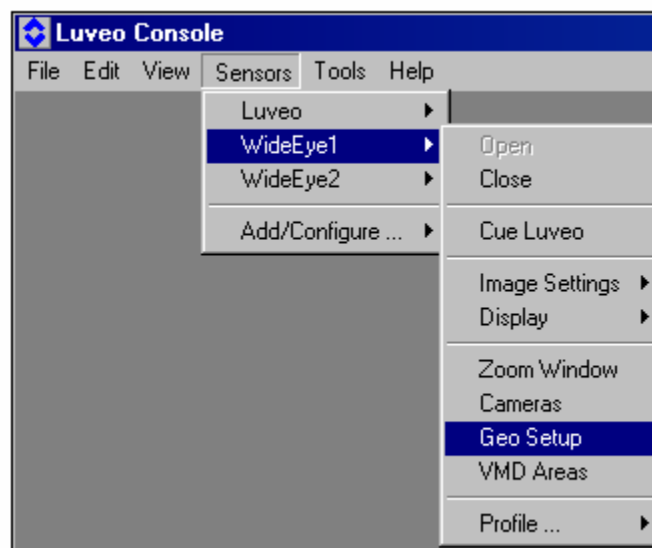 Luveo Console
File Edit View Sensors Tools Help
Luveo
WideEye1
WideEye2
Add/Configure ...
Open
Close
Cue Luveo
Image Settings
Display
Zoom Window
Cameras
Geo Setup
VMD Areas
Profile ...